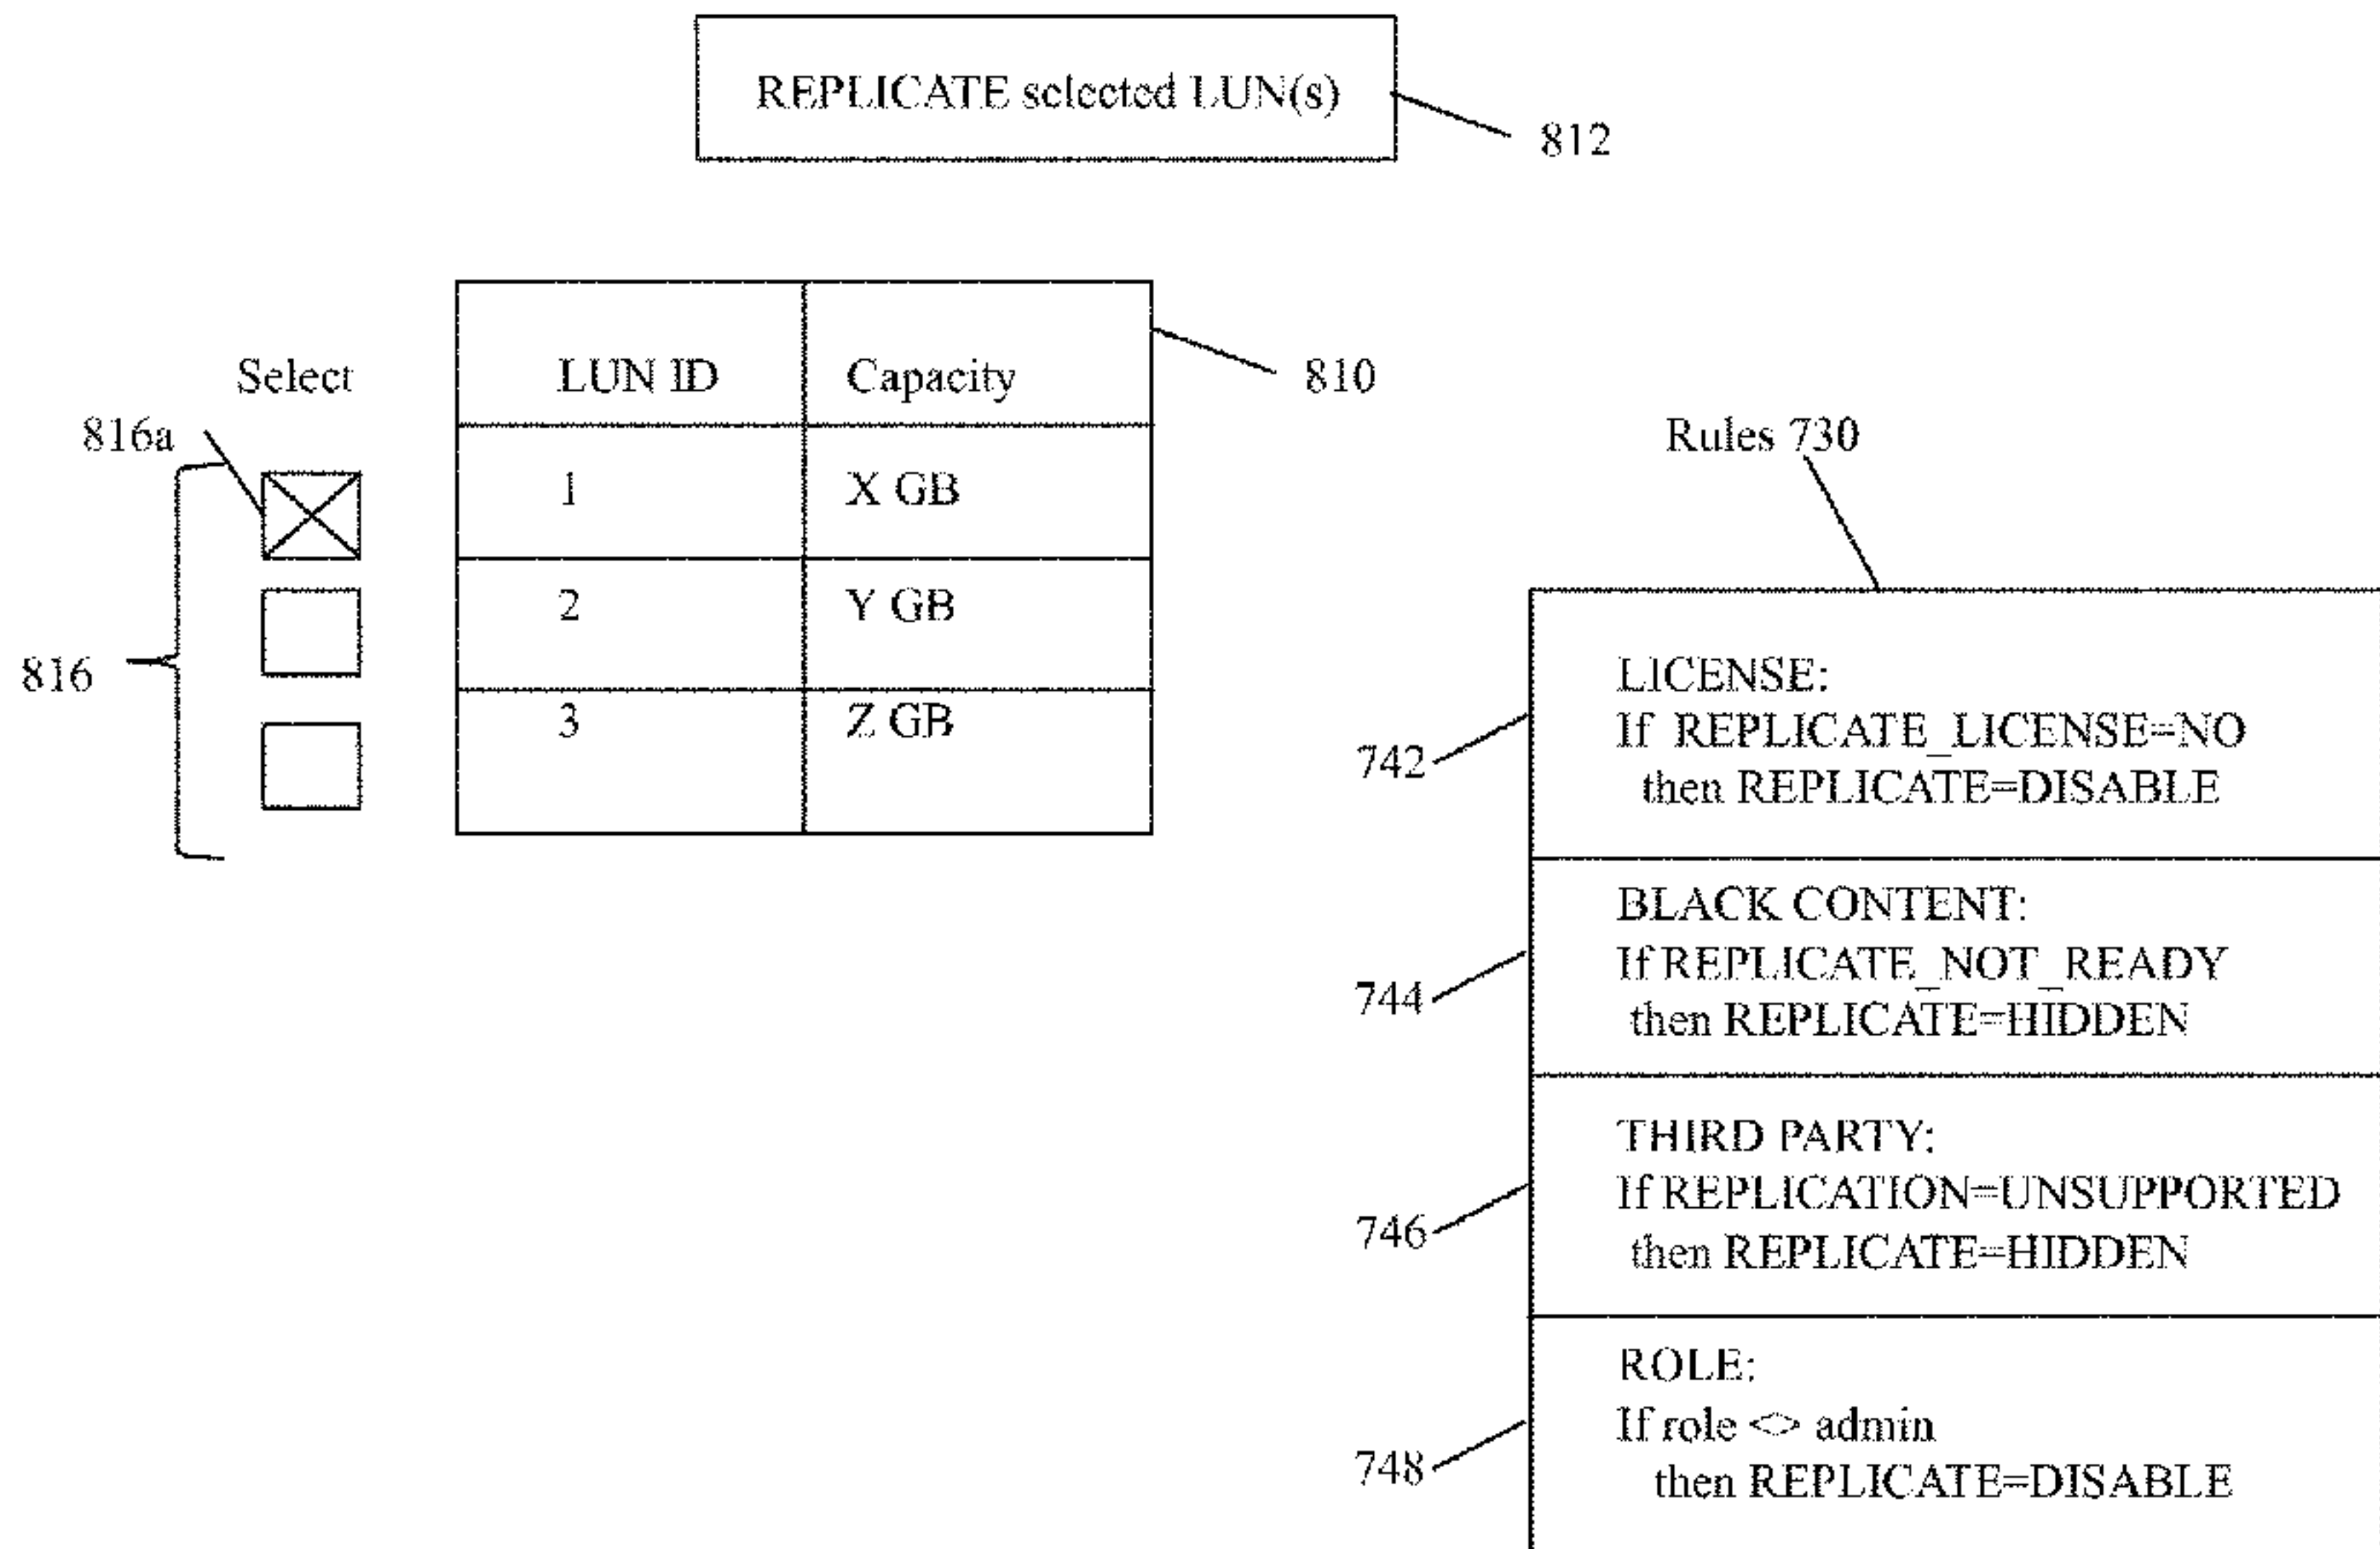 REPLICATE selected LUN(s)
812
Select
LUN ID Capacity
810
816a
1 X GB
2 Y GB
3 Z GB
816
Rules 730
LICENSE:
If REPLICATE_LICENSE=NO
then REPLICATE=DISABLE
742
BLACK CONTENT:
If REPLICATE_NOT_READY
then REPLICATE=HIDDEN
744
THIRD PARTY:
If REPLICATION=UNSUPPORTED
then REPLICATE=HIDDEN
746
ROLE:
If role <> admin
then REPLICATE=DISABLE
748